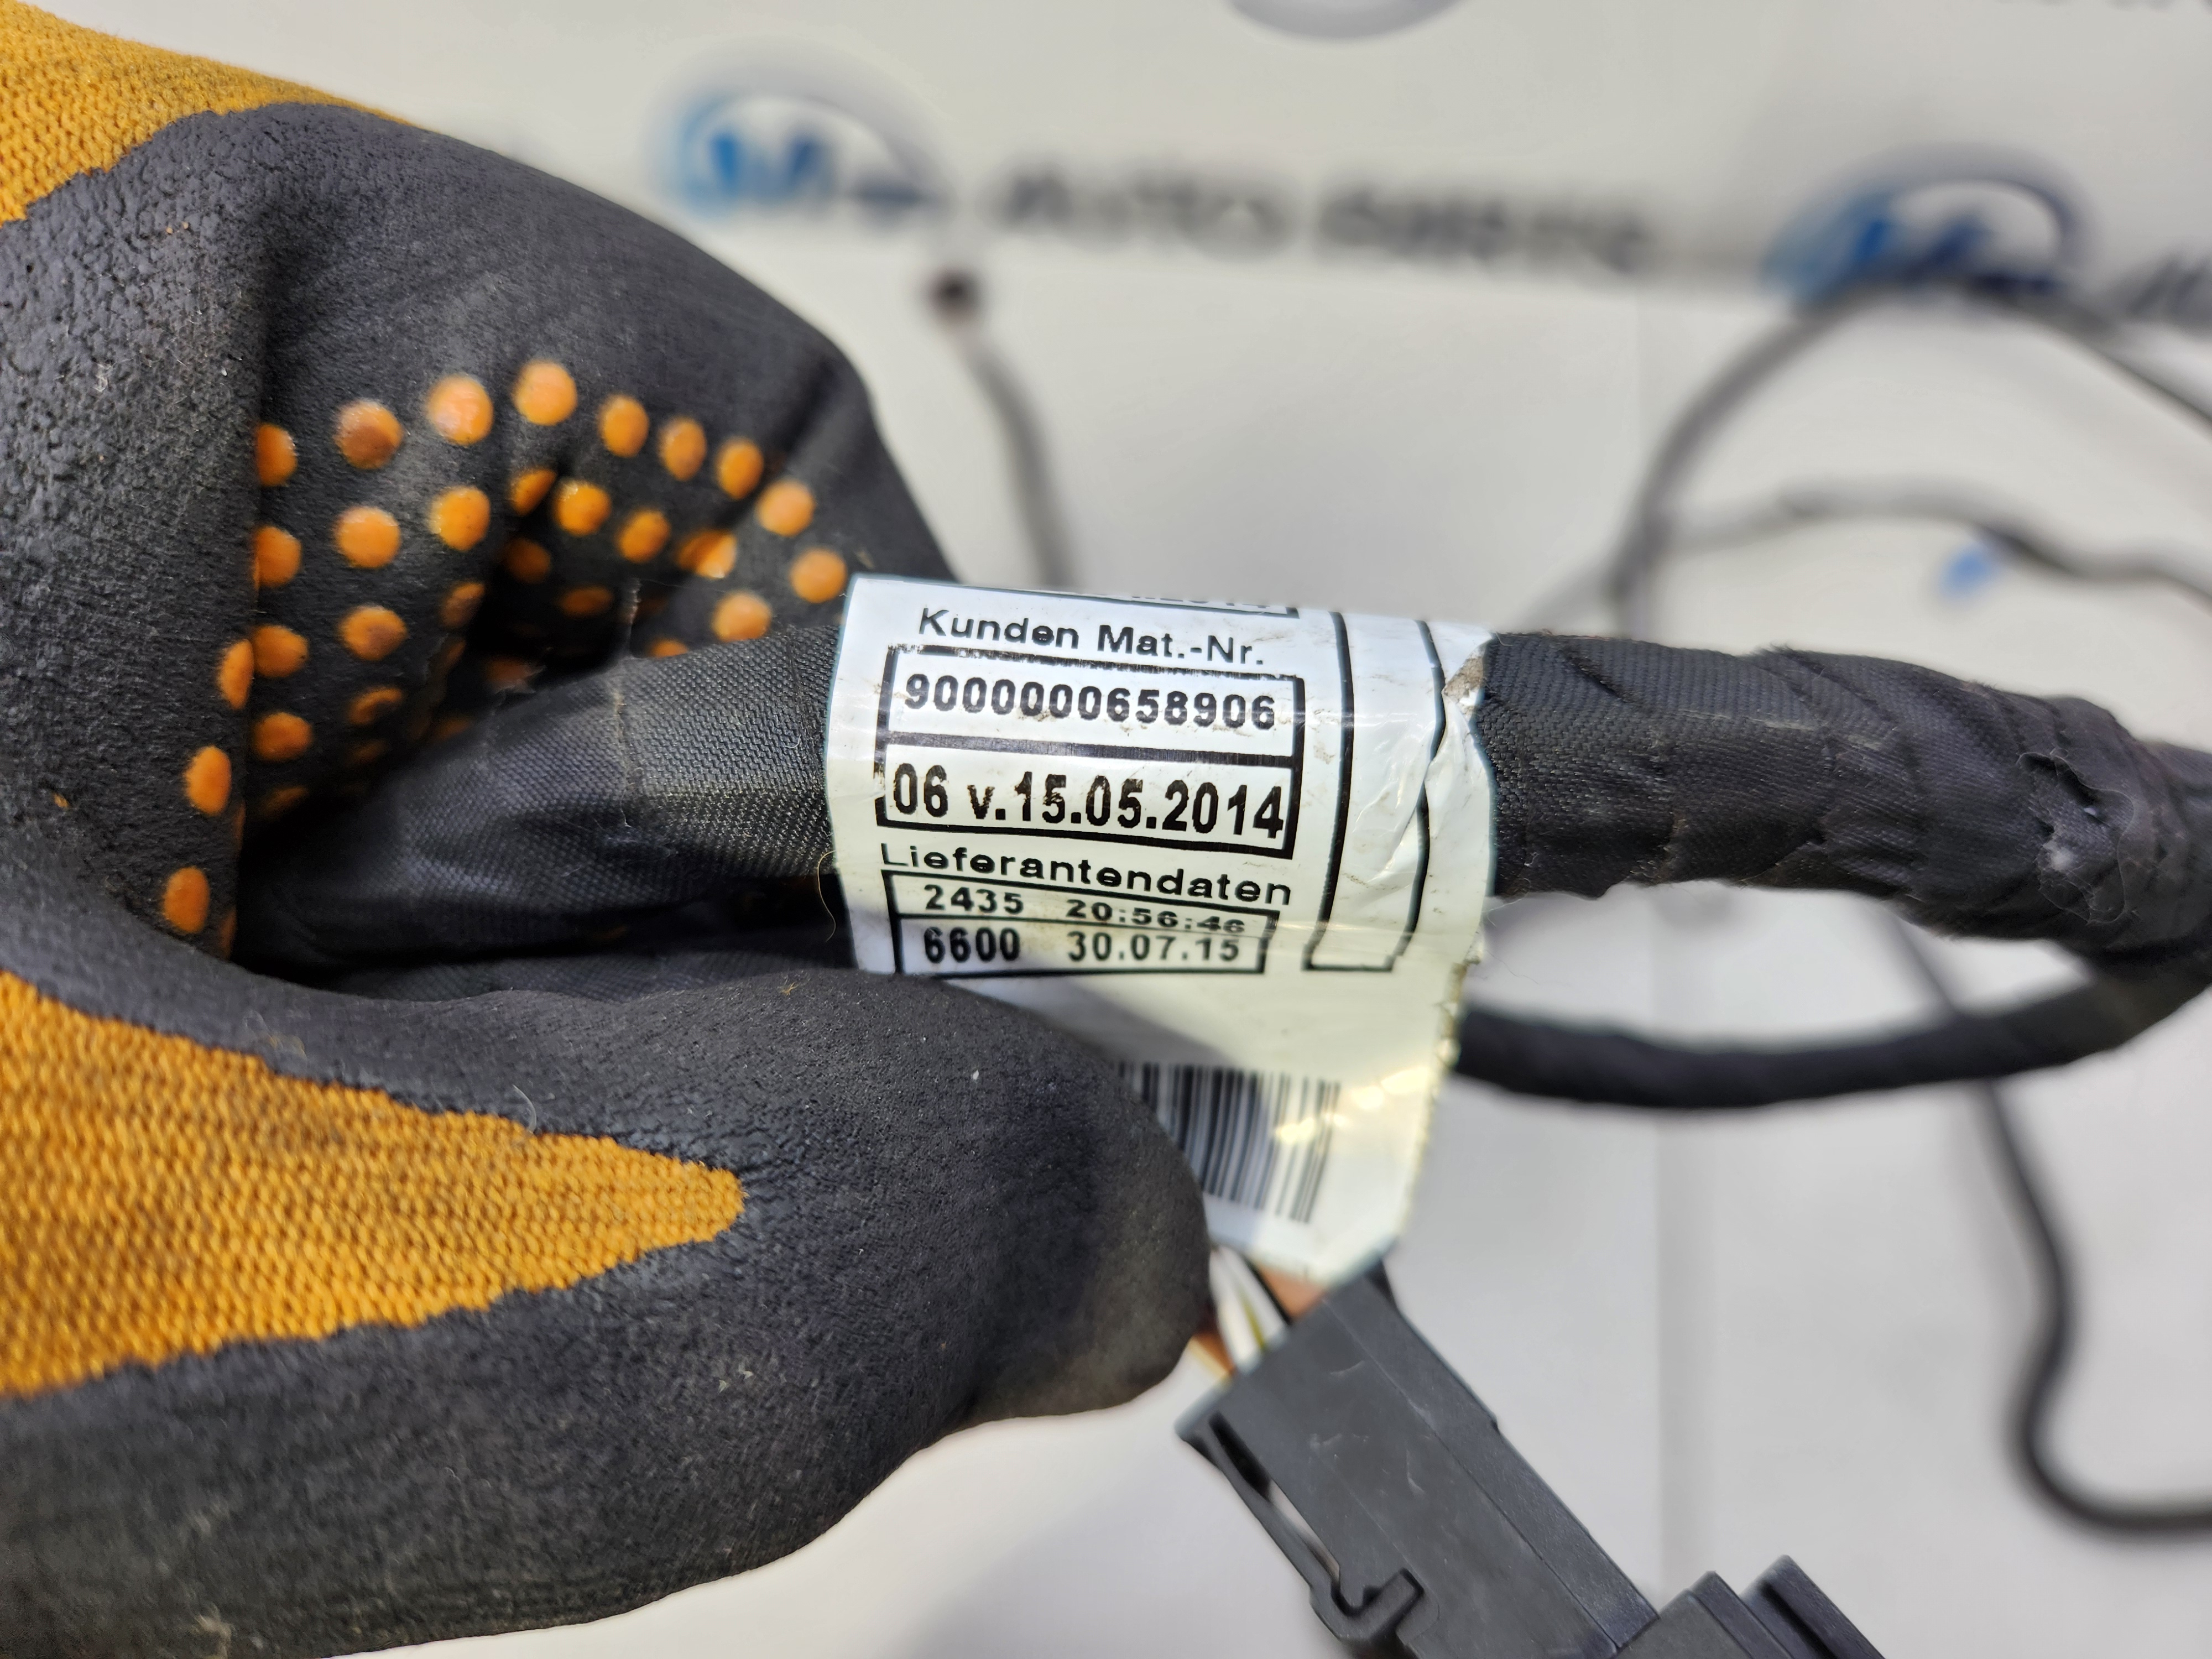 Kunden Mat.-Nr.
9000000658906
06 v.15.05.2014
Lieferantendaten
2435 20:56:46
6600 30.07.15